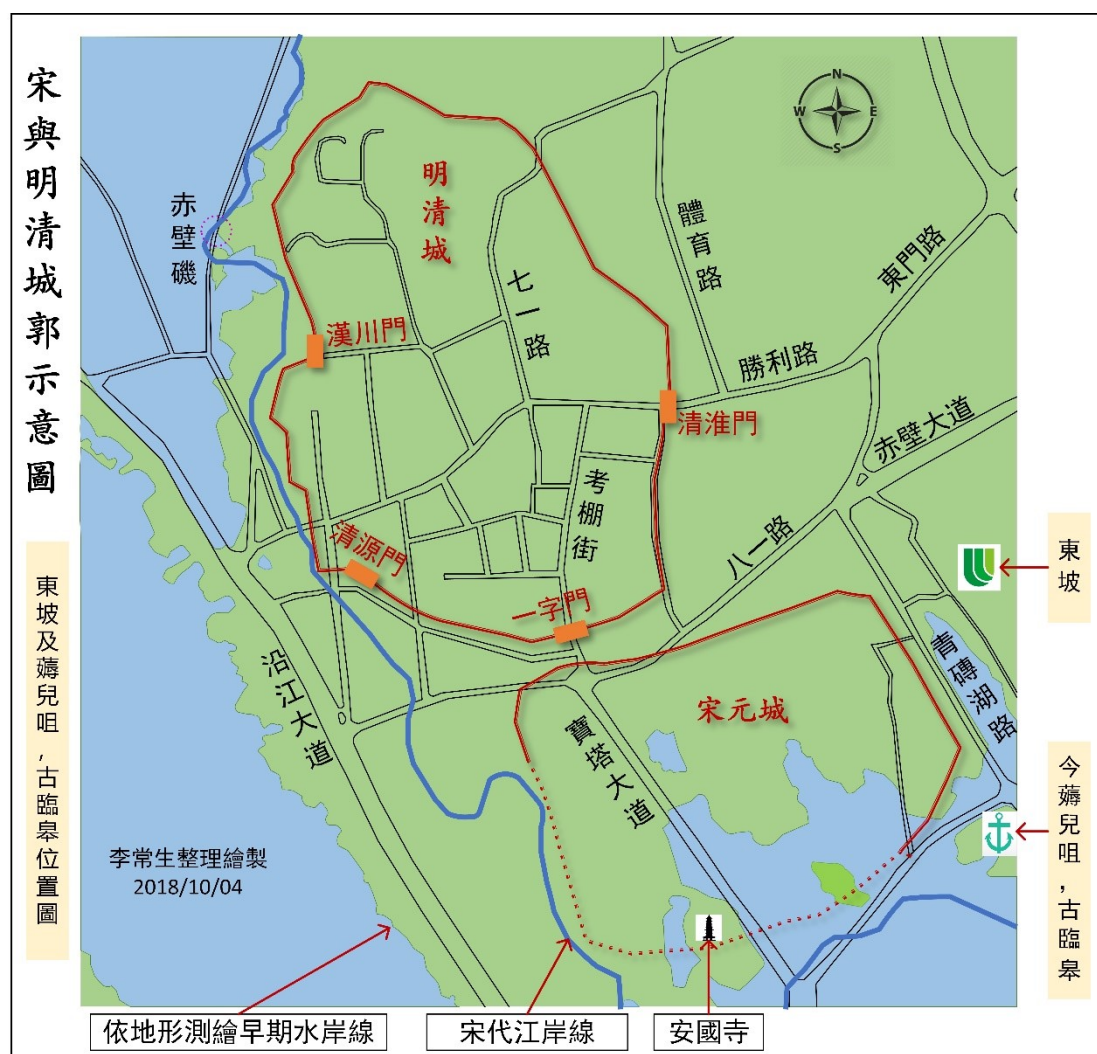 宋與明清城郭示意圖
東坡及薅兒咀,古臨皋位置圖
N
W
E
S
明清城
赤壁磯
體育路
七一路
東門路
漢川門
勝利路
清淮門
赤壁大道
考棚街
八一路
清源門
一字門
東坡
沿江大道
宋元城
青磚湖路
寶塔大道
今薅兒咀,古臨皋
李常生整理繪製
2018/10/04
依地形測繪早期水岸線
宋代江岸線
安國寺